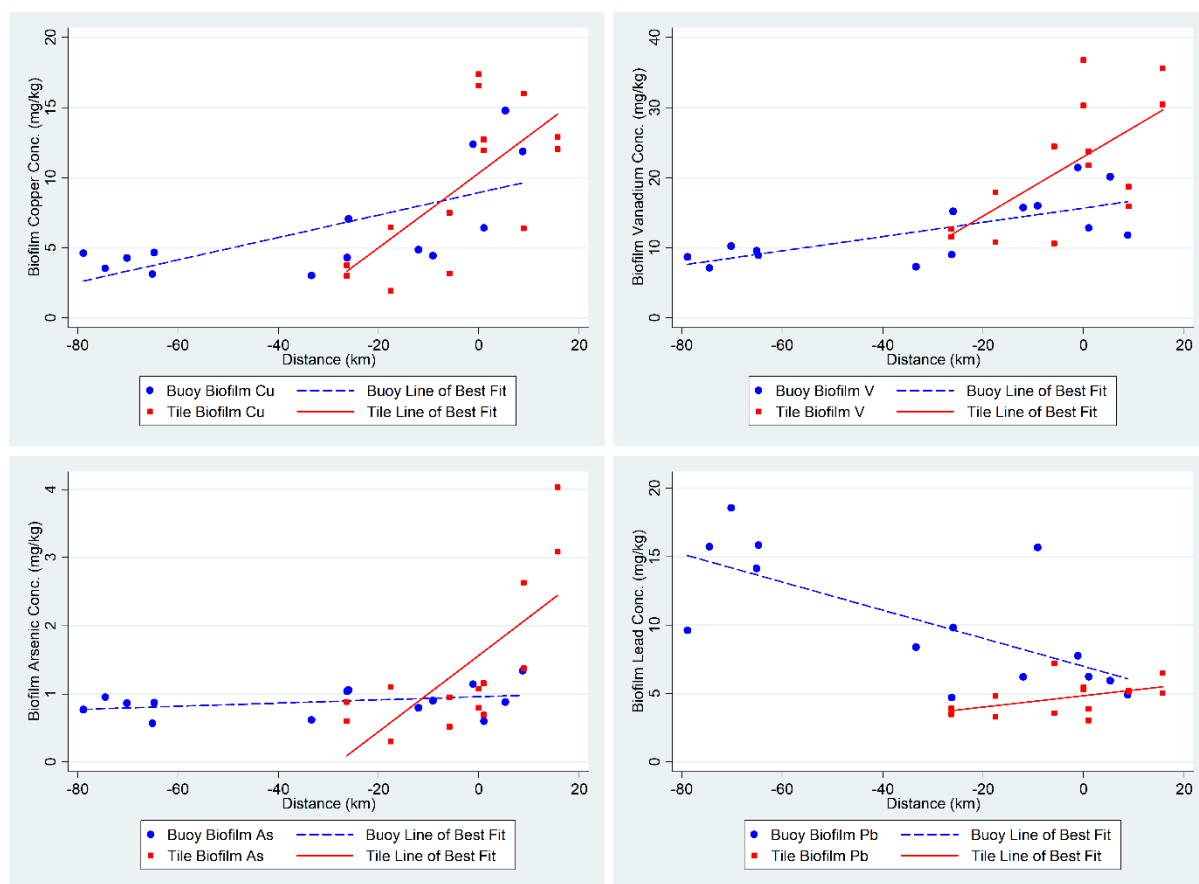 Biofilm Copper Conc. (mg/kg)
20
15
10
5
0
-80 -60 -40 -20 0 20
Distance (km)
Buoy Biofilm Cu Buoy Line of Best Fit
Tile Biofilm Cu Tile Line of Best Fit
Biofilm Vanadium Conc. (mg/kg)
40
30
20
10
0
-80 -60 -40 -20 0 20
Distance (km)
Buoy Biofilm V Buoy Line of Best Fit
Tile Biofilm V Tile Line of Best Fit
Biofilm Arsenic Conc. (mg/kg)
4
3
2
1
0
-80 -60 -40 -20 0 20
Distance (km)
Buoy Biofilm As Buoy Line of Best Fit
Tile Biofilm As Tile Line of Best Fit
Biofilm Lead Conc. (mg/kg)
20
15
10
5
0
-80 -60 -40 -20 0 20
Distance (km)
Buoy Biofilm Pb Buoy Line of Best Fit
Tile Biofilm Pb Tile Line of Best Fit